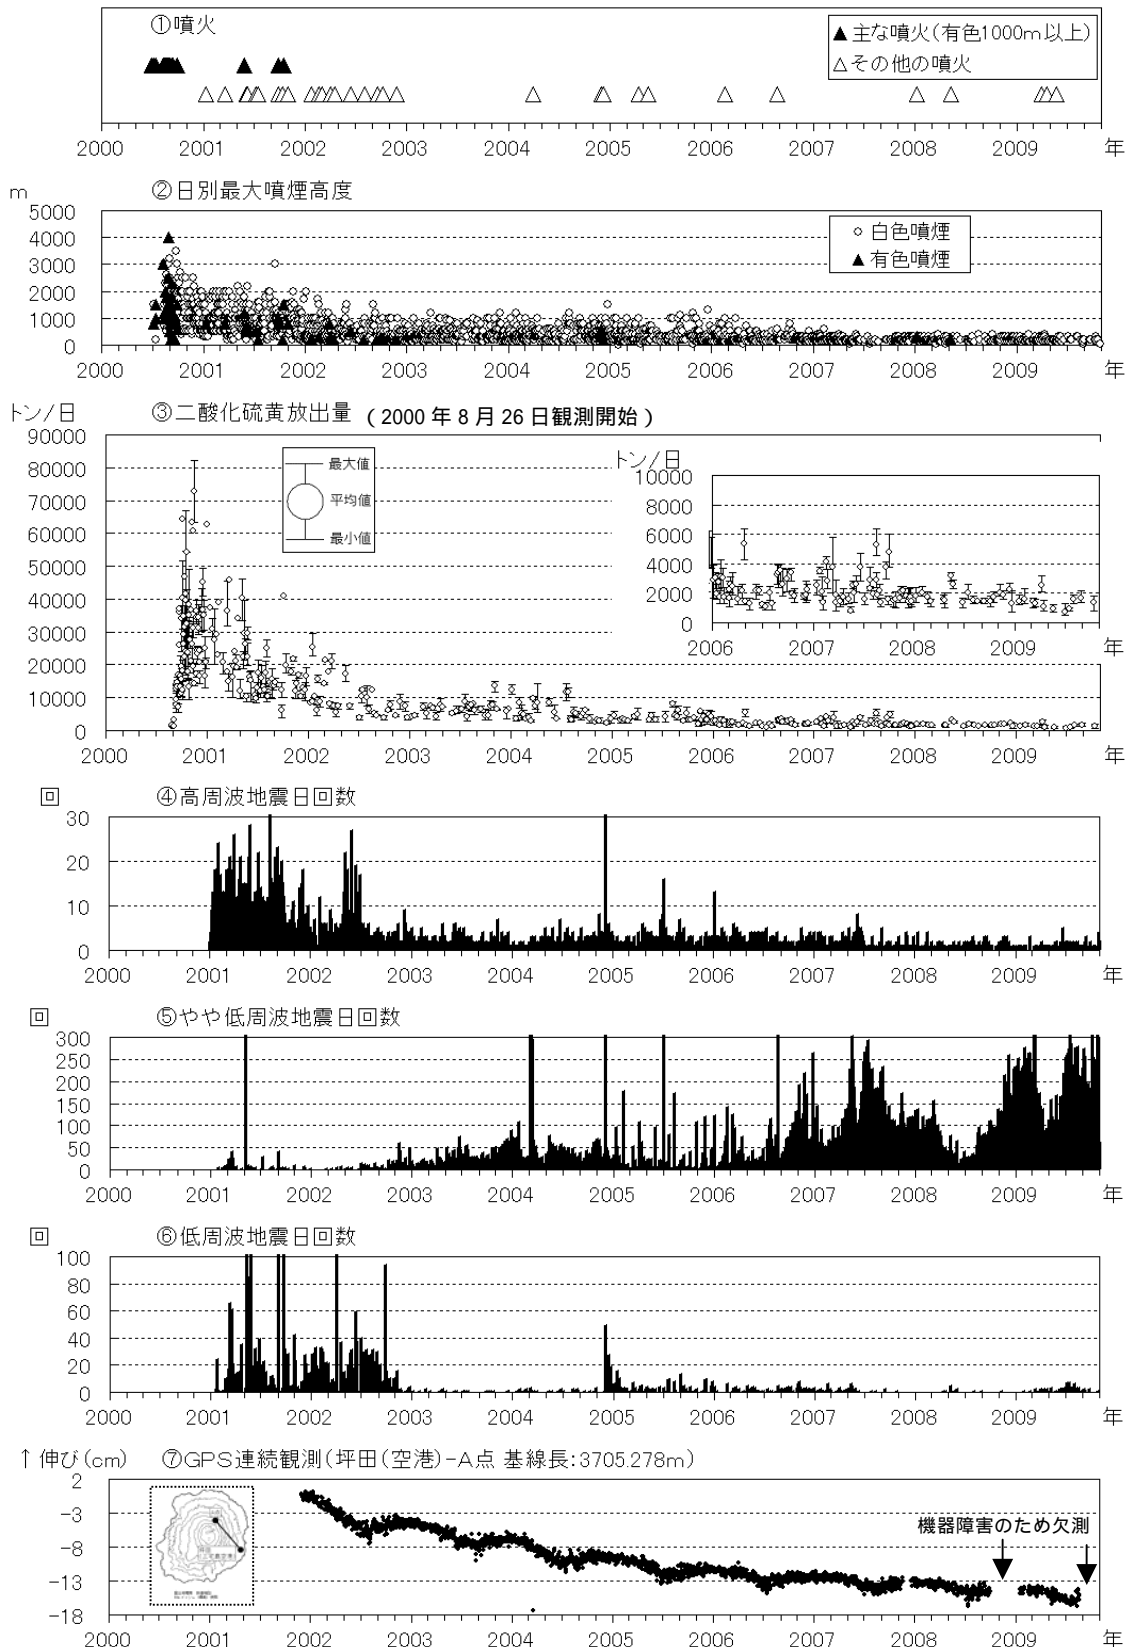 ①噴火
▲主な噴火(有色1000m以上)
△その他の噴火
2000 2001 2002 2003 2004 2005 2006 2007 2008 2009 年
m ②日別最大噴煙高度
5000
4000
3000
2000
1000
0
○ 白色噴煙
▲ 有色噴煙
2000 2001 2002 2003 2004 2005 2006 2007 2008 2009 年
トン/日 ③二酸化硫黄放出量 (2000年8月26日観測開始)
90000
80000
70000
60000
50000
40000
30000
20000
10000
0
最大値
平均値
最小値
トン/日
10000
8000
6000
4000
2000
0
2006 2007 2008 2009 年
2000 2001 2002 2003 2004 2005 2006 2007 2008 2009 年
回 ④高周波地震日回数
30
20
10
0
2000 2001 2002 2003 2004 2005 2006 2007 2008 2009 年
回 ⑤やや低周波地震日回数
300
250
200
150
100
50
0
2000 2001 2002 2003 2004 2005 2006 2007 2008 2009 年
回 ⑥低周波地震日回数
100
80
60
40
20
0
2000 2001 2002 2003 2004 2005 2006 2007 2008 2009 年
↑伸び(cm) ⑦GPS連続観測(坪田(空港)-A点 基線長:3705.278m)
2
-3
-8
-13
-18
機器障害のため欠測
2000 2001 2002 2003 2004 2005 2006 2007 2008 2009 年